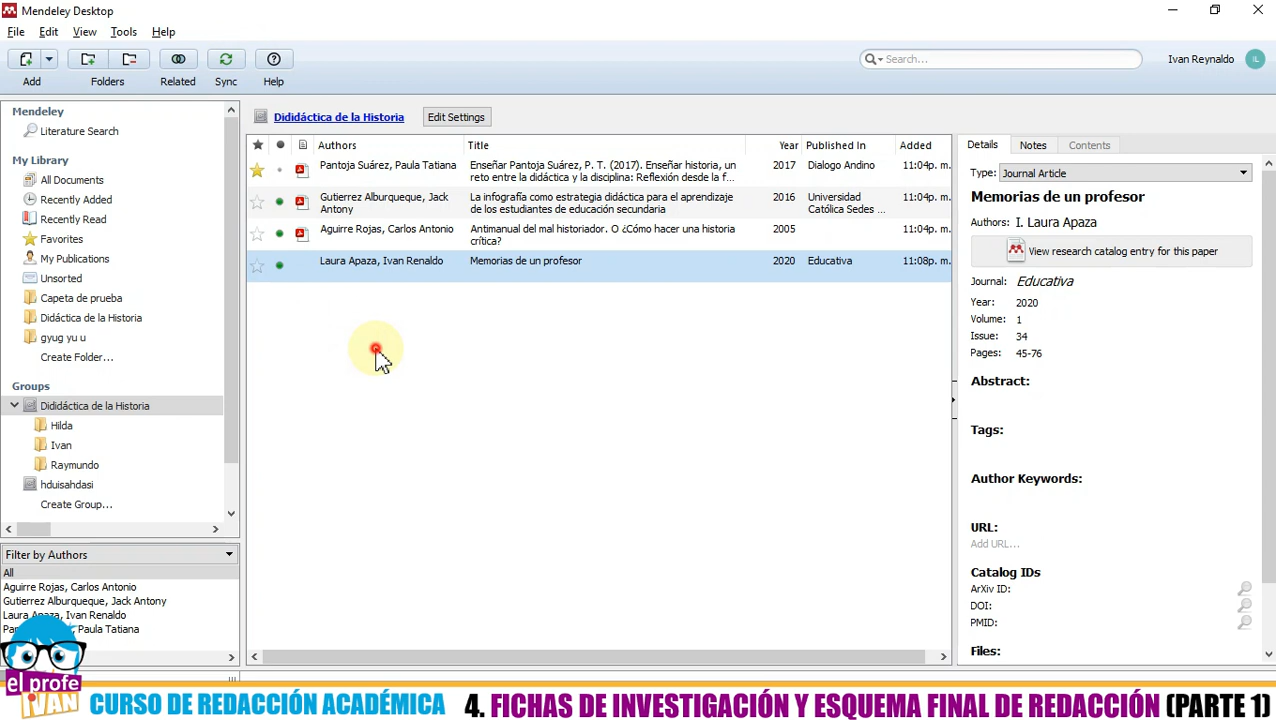 Mendeley Desktop
File Edit View Tools Help
Add Folders Related Sync Help
Search...
Ivan Reynaldo IL
Mendeley
Literature Search
My Library
All Documents
Recently Added
Recently Read
Favorites
My Publications
Unsorted
Capeta de prueba
Didáctica de la Historia
gyug yu u
Create Folder...
Groups
Dididáctica de la Historia
Hilda
Ivan
Raymundo
hduisahdasi
Create Group...
Filter by Authors
All
Aguirre Rojas, Carlos Antonio
Gutierrez Alburqueque, Jack Antony
Laura Apaza, Ivan Renaldo
Paula Tatiana
Dididáctica de la Historia Edit Settings
Authors Title Year Published In Added
Pantoja Suárez, Paula Tatiana Enseñar Pantoja Suárez, P. T. (2017). Enseñar historia, un 2017 Dialogo Andino 11:04p. m.
reto entre la didáctica y la disciplina: Reflexión desde la f...
Gutierrez Alburqueque, Jack La infografía como estrategia didáctica para el aprendizaje 2016 Universidad 11:04p. m.
Antony de los estudiantes de educación secundaria Católica Sedes ...
Aguirre Rojas, Carlos Antonio Antimanual del mal historiador. O ¿Cómo hacer una historia 2005 11:04p. m.
crítica?
Laura Apaza, Ivan Renaldo Memorias de un profesor 2020 Educativa 11:08p. m.
Details Notes Contents
Type: Journal Article
Memorias de un profesor
Authors: I. Laura Apaza
View research catalog entry for this paper
Journal: Educativa
Year: 2020
Volume: 1
Issue: 34
Pages: 45-76
Abstract:
Tags:
Author Keywords:
URL:
Add URL...
Catalog IDs
ArXiv ID:
DOI:
PMID:
Files:
el profe
IVAN
CURSO DE REDACCIÓN ACADÉMICA 4. FICHAS DE INVESTIGACIÓN Y ESQUEMA FINAL DE REDACCIÓN (PARTE 1)